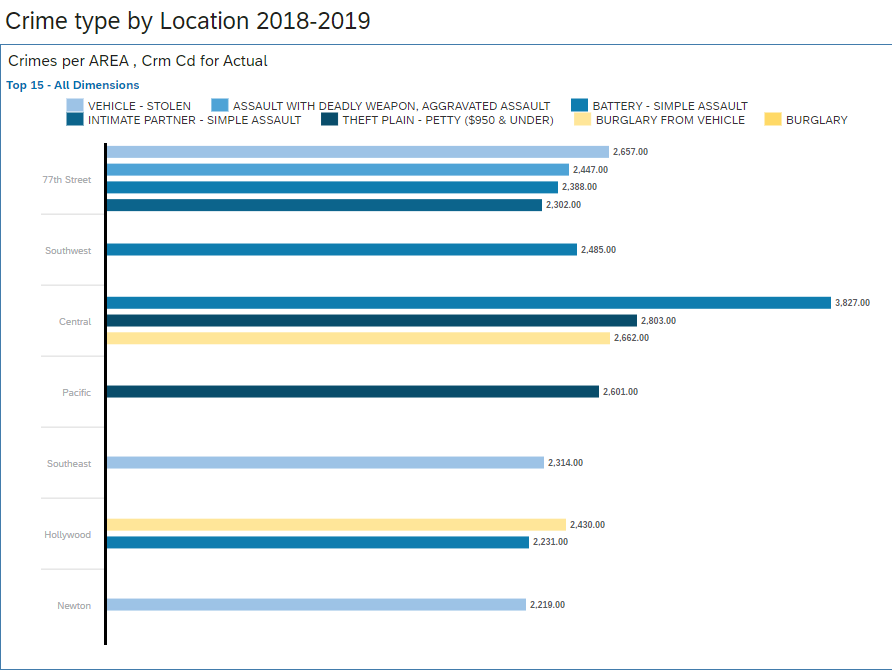 Crime type by Location 2018-2019
Crimes per AREA , Crm Cd for Actual
Top 15 - All Dimensions
VEHICLE - STOLEN ASSAULT WITH DEADLY WEAPON, AGGRAVATED ASSAULT BATTERY - SIMPLE ASSAULT
INTIMATE PARTNER - SIMPLE ASSAULT THEFT PLAIN - PETTY ($950 & UNDER) BURGLARY FROM VEHICLE BURGLARY
77th Street
2,657.00
2,447.00
2,388.00
2,302.00
Southwest
2,485.00
Central
3,827.00
2,803.00
2,662.00
Pacific
2,601.00
Southeast
2,314.00
Hollywood
2,430.00
2,231.00
Newton
2,219.00